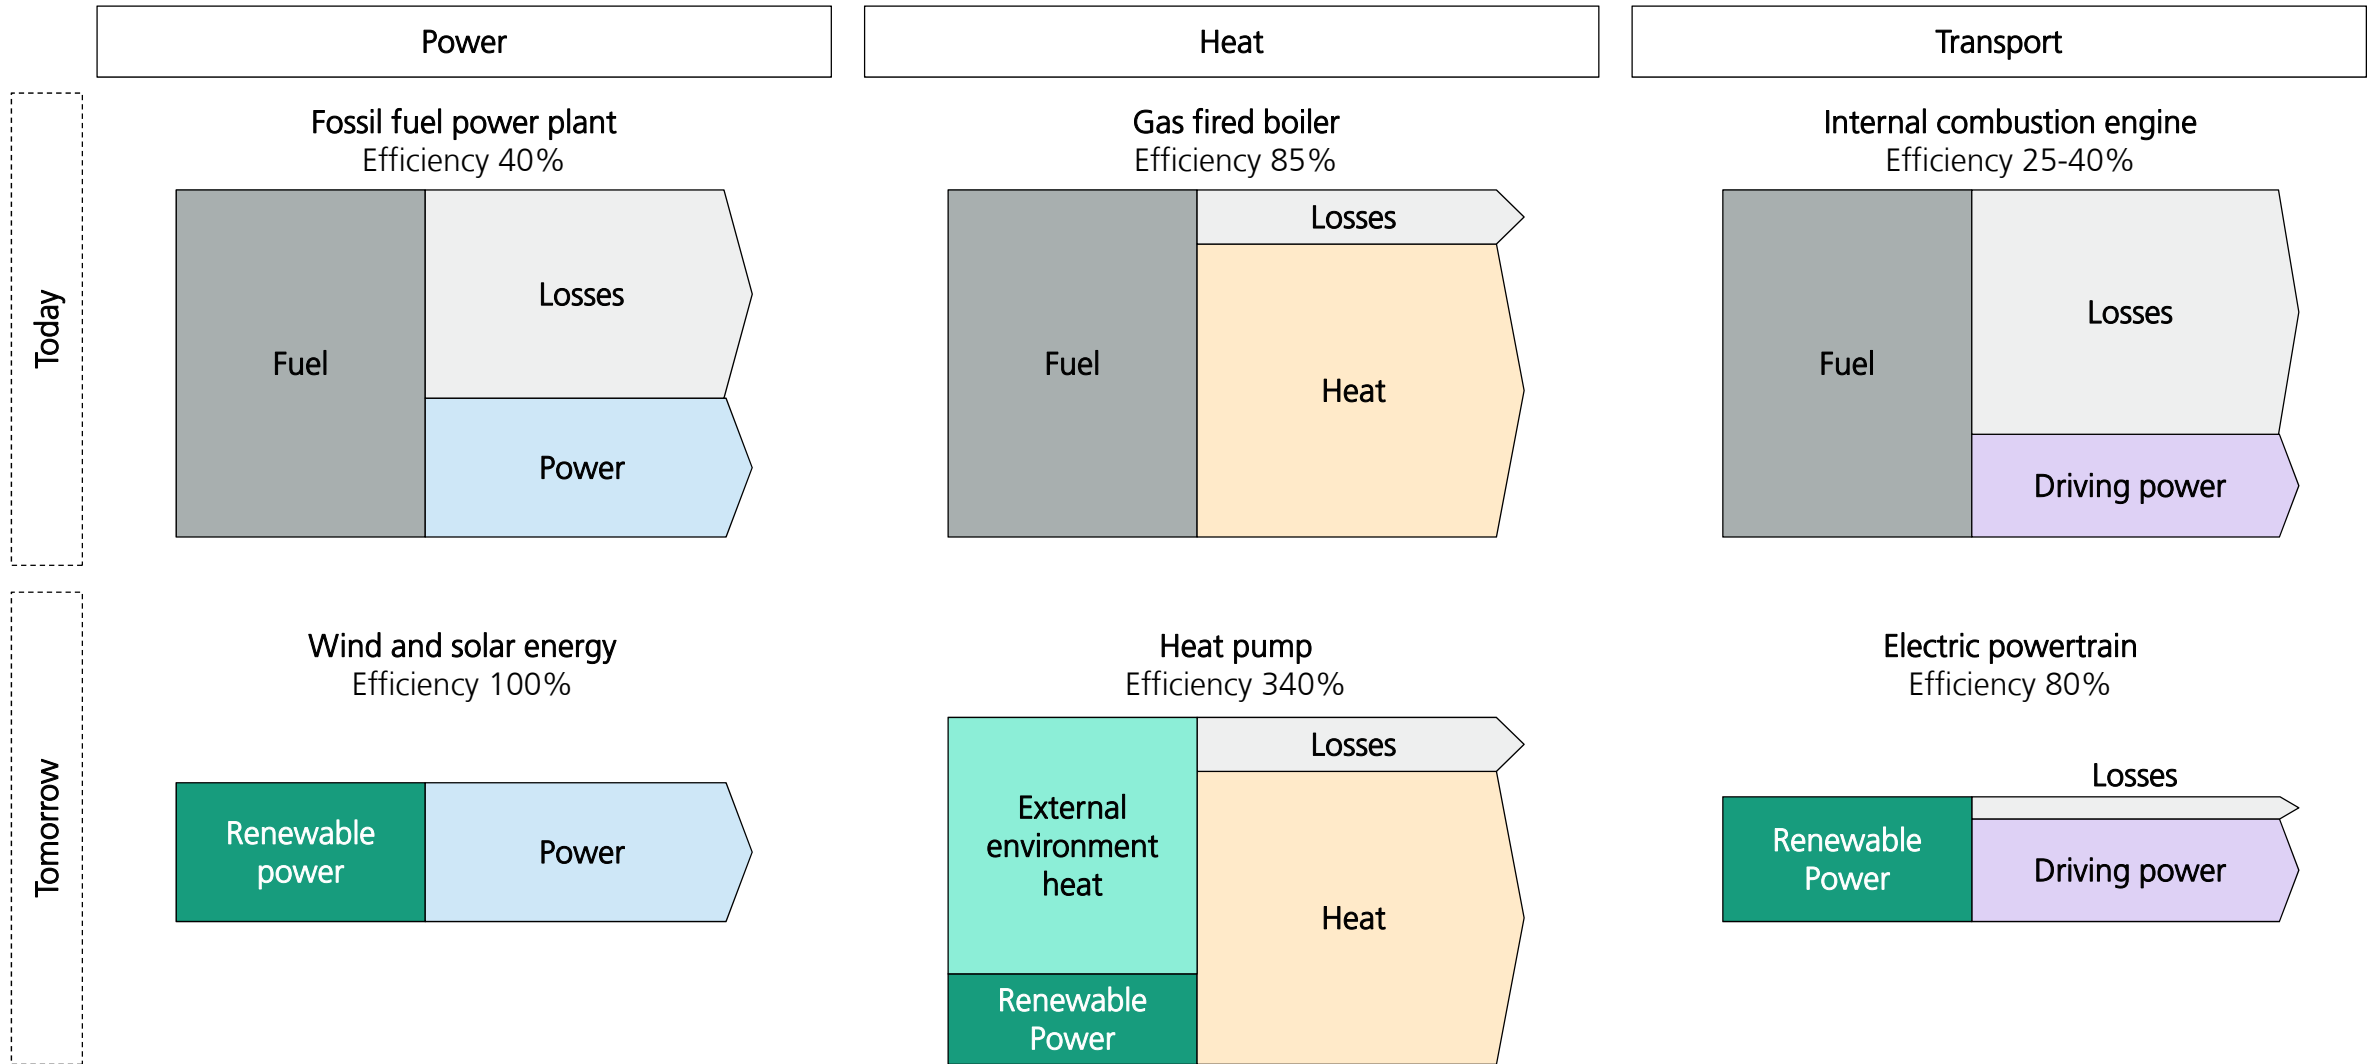 Power
Heat
Transport
Today
Fossil fuel power plant
Efficiency 40%
Fuel
Losses
Power
Gas fired boiler
Efficiency 85%
Fuel
Losses
Heat
Internal combustion engine
Efficiency 25-40%
Fuel
Losses
Driving power
Tomorrow
Wind and solar energy
Efficiency 100%
Renewable
power
Power
Heat pump
Efficiency 340%
External
environment
heat
Renewable
Power
Losses
Heat
Electric powertrain
Efficiency 80%
Renewable
Power
Losses
Driving power